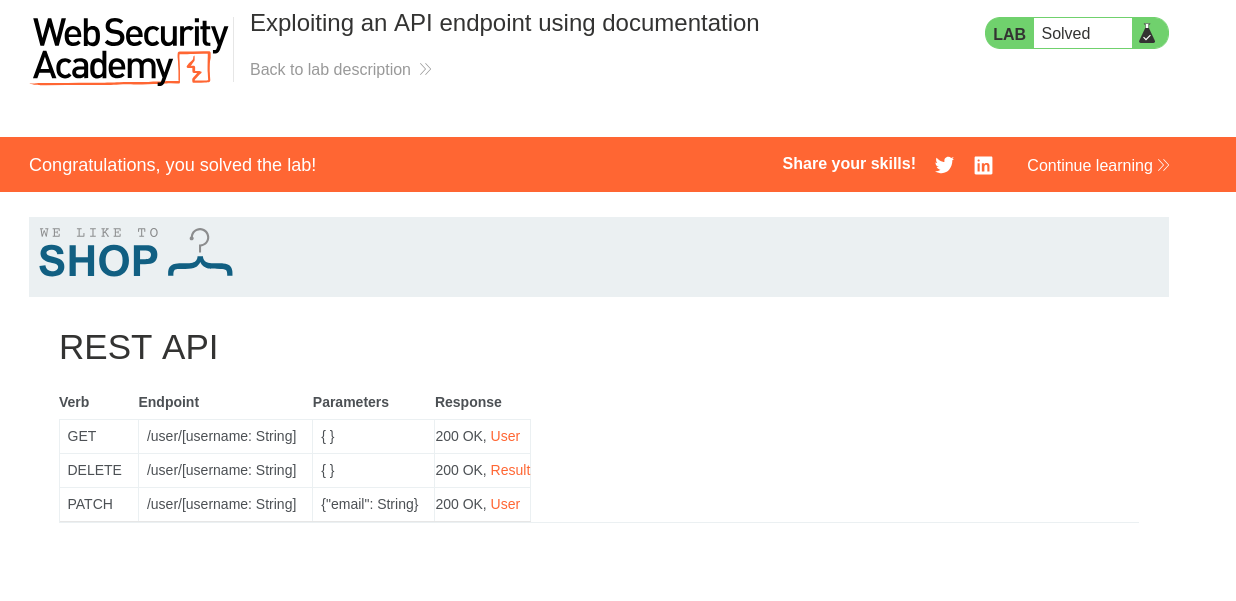 Web Security
Academy
Exploiting an API endpoint using documentation
Back to lab description
LAB Solved
Congratulations, you solved the lab!
Share your skills!
Continue learning
WE LIKE TO
SHOP
REST API
Verb Endpoint Parameters Response
GET /user/[username: String] { } 200 OK, User
DELETE /user/[username: String] { } 200 OK, Result
PATCH /user/[username: String] {"email": String} 200 OK, User